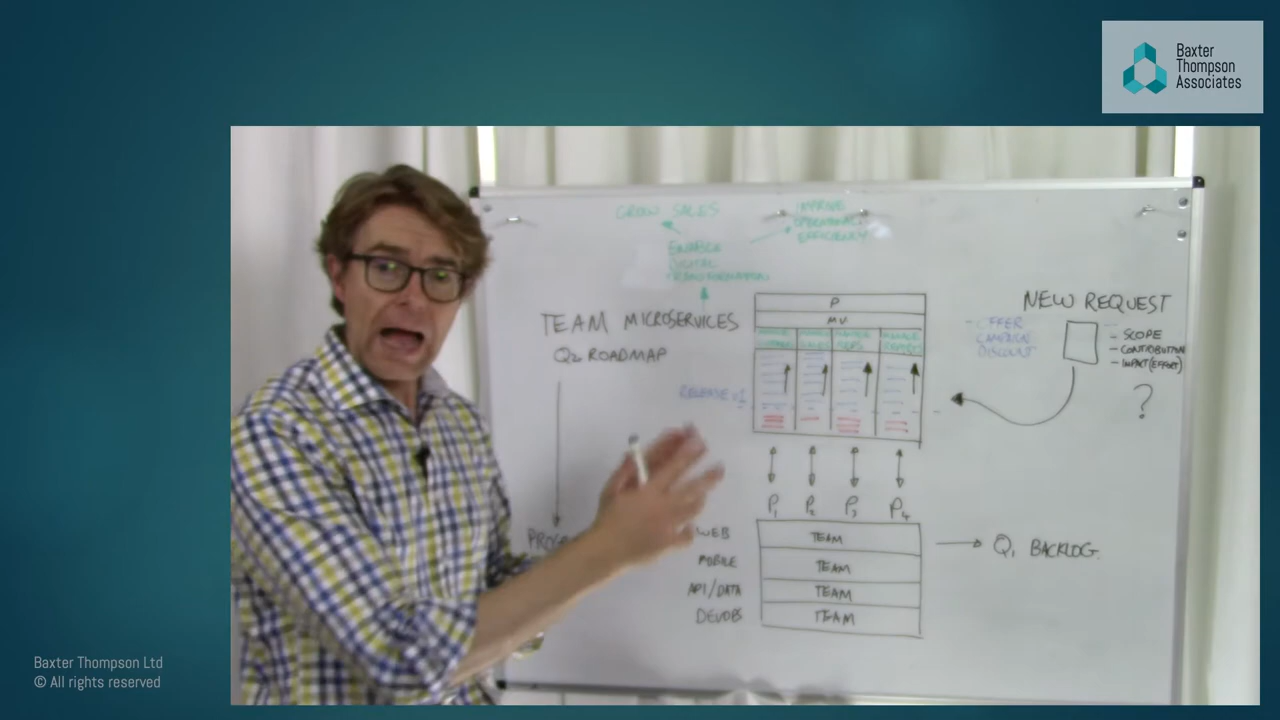 Baxter
Thompson
Associates
GROW SALES
IMPROVE
OPERATIONAL
EFFICIENCY
ENABLE
DIGITAL
TRANSFORMATION
TEAM MICROSERVICES
Q2 ROADMAP
P
MV
MANAGE
RELEASE V1
NEW REQUEST
- OFFER
CAMPAIGN
DISCOUNT
- SCOPE
- CONTRIBUTION
- IMPACT (EFFORT)
?
P1 P2 P3 P4
WEB TEAM
MOBILE TEAM
API/DATA TEAM
DEVOBS TEAM
Q1 BACKLOG.
Baxter Thompson Ltd
© All rights reserved